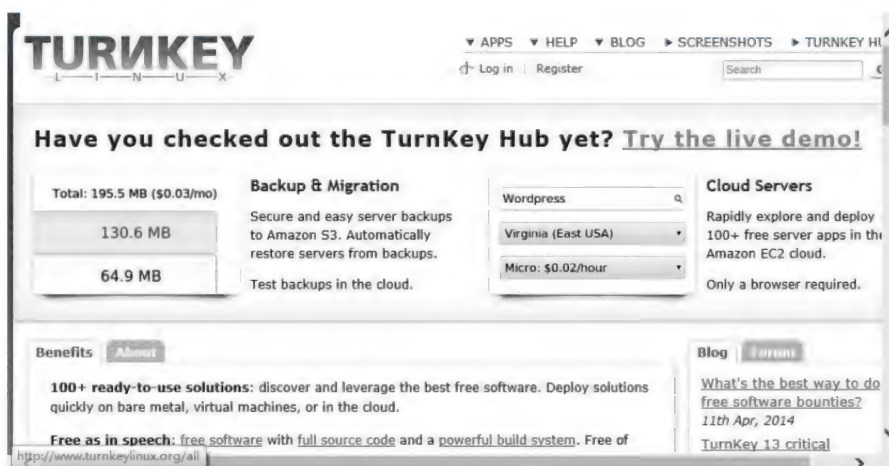 TURNKEY
LINUX
APPS HELP BLOG SCREENSHOTS TURNKEY
Log in Register Search
Have you checked out the TurnKey Hub yet? Try the live demo!
Total: 195.5 MB ($0.03/mo)
130.6 MB
64.9 MB
Backup & Migration
Secure and easy server backups
to Amazon S3. Automatically
restore servers from backups.
Test backups in the cloud.
Wordpress
Virginia (East USA)
Micro: $0.02/hour
Cloud Servers
Rapidly explore and deploy
100+ free server apps in the
Amazon EC2 cloud.
Only a browser required.
Benefits About
100+ ready-to-use solutions: discover and leverage the best free software. Deploy solutions
quickly on bare metal, virtual machines, or in the cloud.
Free as in speech: free software with full source code and a powerful build system. Free of
Blog Forum
What's the best way to do
free software bounties?
11th Apr, 2014
TurnKey 13 critical
http://www.turnkeylinux.org/all